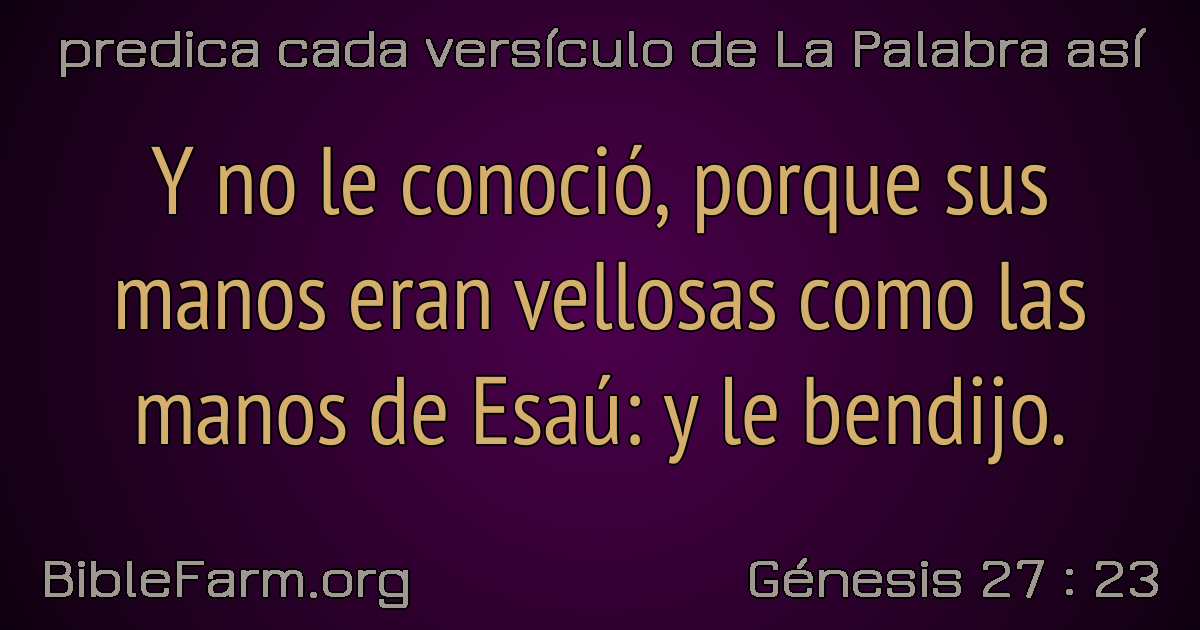 predica cada versículo de La Palabra así
Y no le conoció, porque sus
manos eran vellosas como las
manos de Esaú: y le bendijo.
BibleFarm.org
Génesis 27 : 23